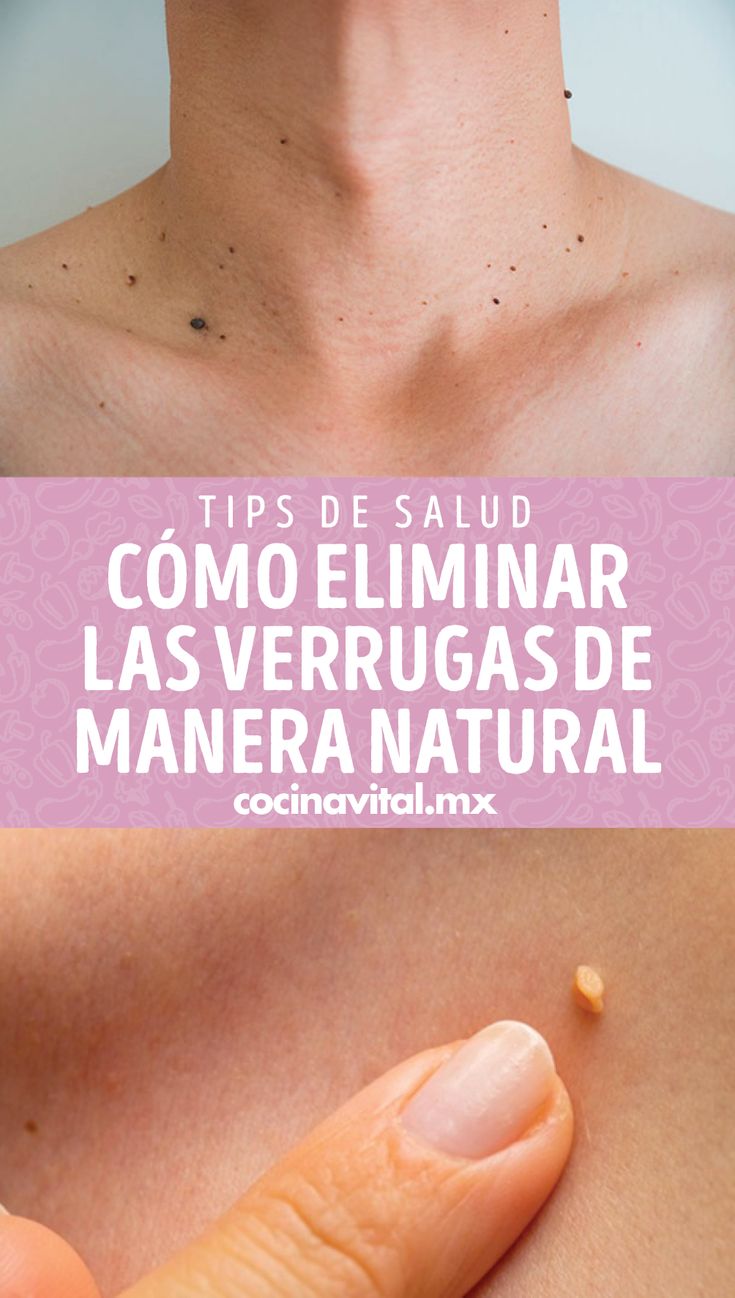 TIPS DE SALUD
CÓMO ELIMINAR
LAS VERRUGAS DE
MANERA NATURAL
cocinavital.mx